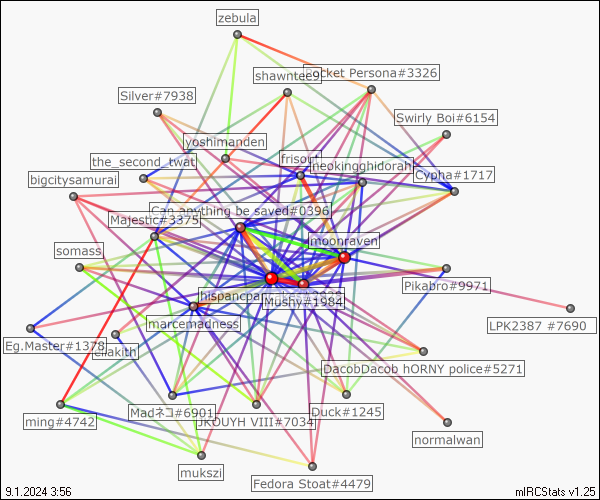 zebula
shawntee9
ocket Persona#3326
Silver#7938
Swirly Boi#6154
yoshimanden
the_second_twat
frisort
neokingghidorah
bigcitysamurai
Cypha#1717
Can anything be saved#0396
Majestic#3375
moonraven
somass
Pikabro#9971
hispancpa
Mushy#1984
LPK2387 #7690
marcemadness
Eg.Master#1378
chakith
DacobDacob hORNY police#5271
Madネコ#6901
Duck#1245
ming#4742
JKOUYH VIII#7034
normalwan
mukszi
Fedora Stoat#4479
9.1.2024 3:56
mIRCStats v1.25